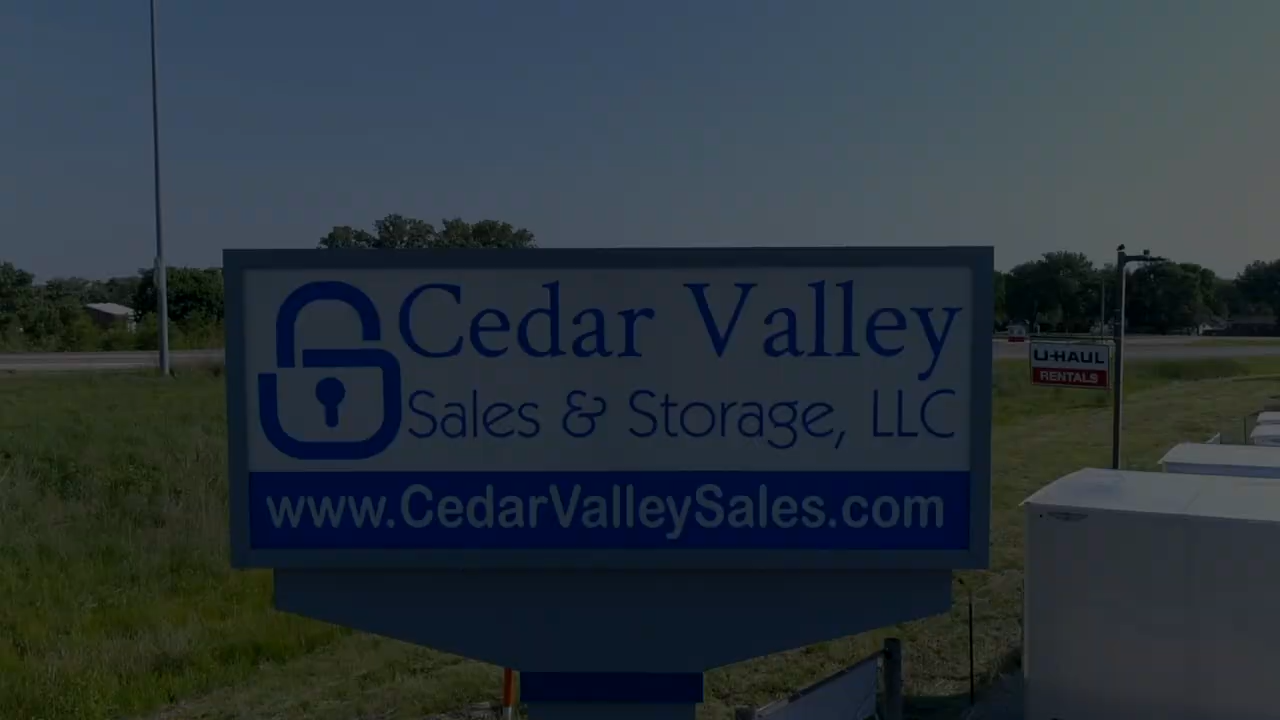 Cedar Valley
Sales & Storage, LLC
www.CedarValleySales.com
U-HAUL
RENTALS